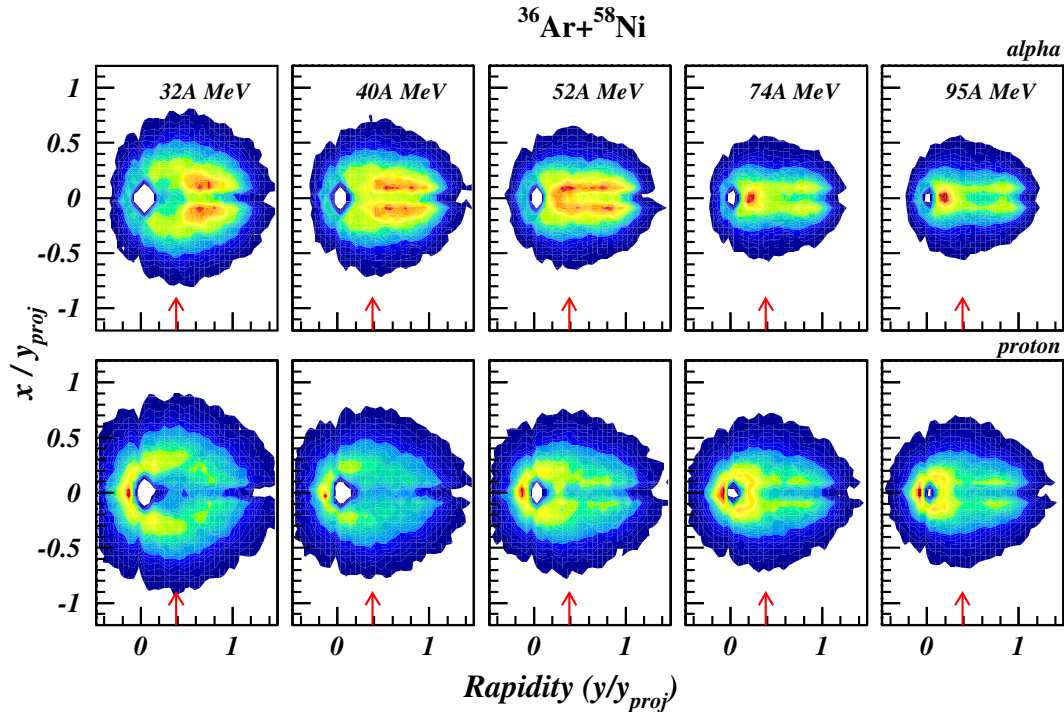 ³⁶Ar+⁵⁸Ni
alpha
32A MeV 40A MeV 52A MeV 74A MeV 95A MeV
1
0.5
0
-0.5
-1
proton
1
0.5
0
-0.5
-1
x / y_proj
0 1 0 1 0 1 0 1 0 1
Rapidity (y/y_proj)